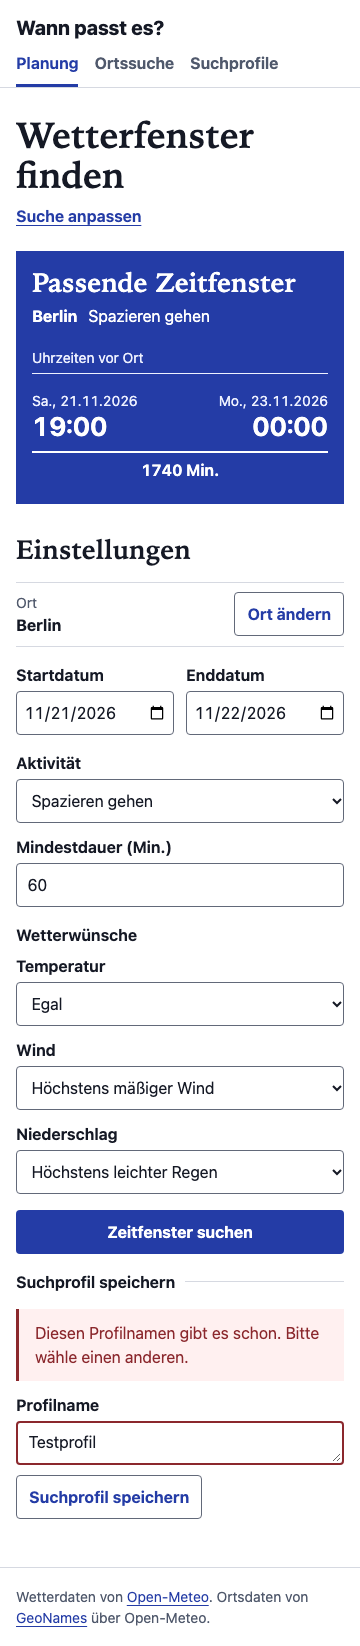 Wann passt es?
Planung Ortssuche Suchprofile
Wetterfenster
finden
Suche anpassen
Passende Zeitfenster
Berlin Spazieren gehen
Uhrzeiten vor Ort
Sa., 21.11.2026 Mo., 23.11.2026
19:00 00:00
1740 Min.
Einstellungen
Ort
Berlin
Ort ändern
Startdatum Enddatum
11/21/2026 11/22/2026
Aktivität
Spazieren gehen
Mindestdauer (Min.)
60
Wetterwünsche
Temperatur
Egal
Wind
Höchstens mäßiger Wind
Niederschlag
Höchstens leichter Regen
Zeitfenster suchen
Suchprofil speichern
Diesen Profilnamen gibt es schon. Bitte
wähle einen anderen.
Profilname
Testprofil
Suchprofil speichern
Wetterdaten von Open-Meteo. Ortsdaten von
GeoNames über Open-Meteo.